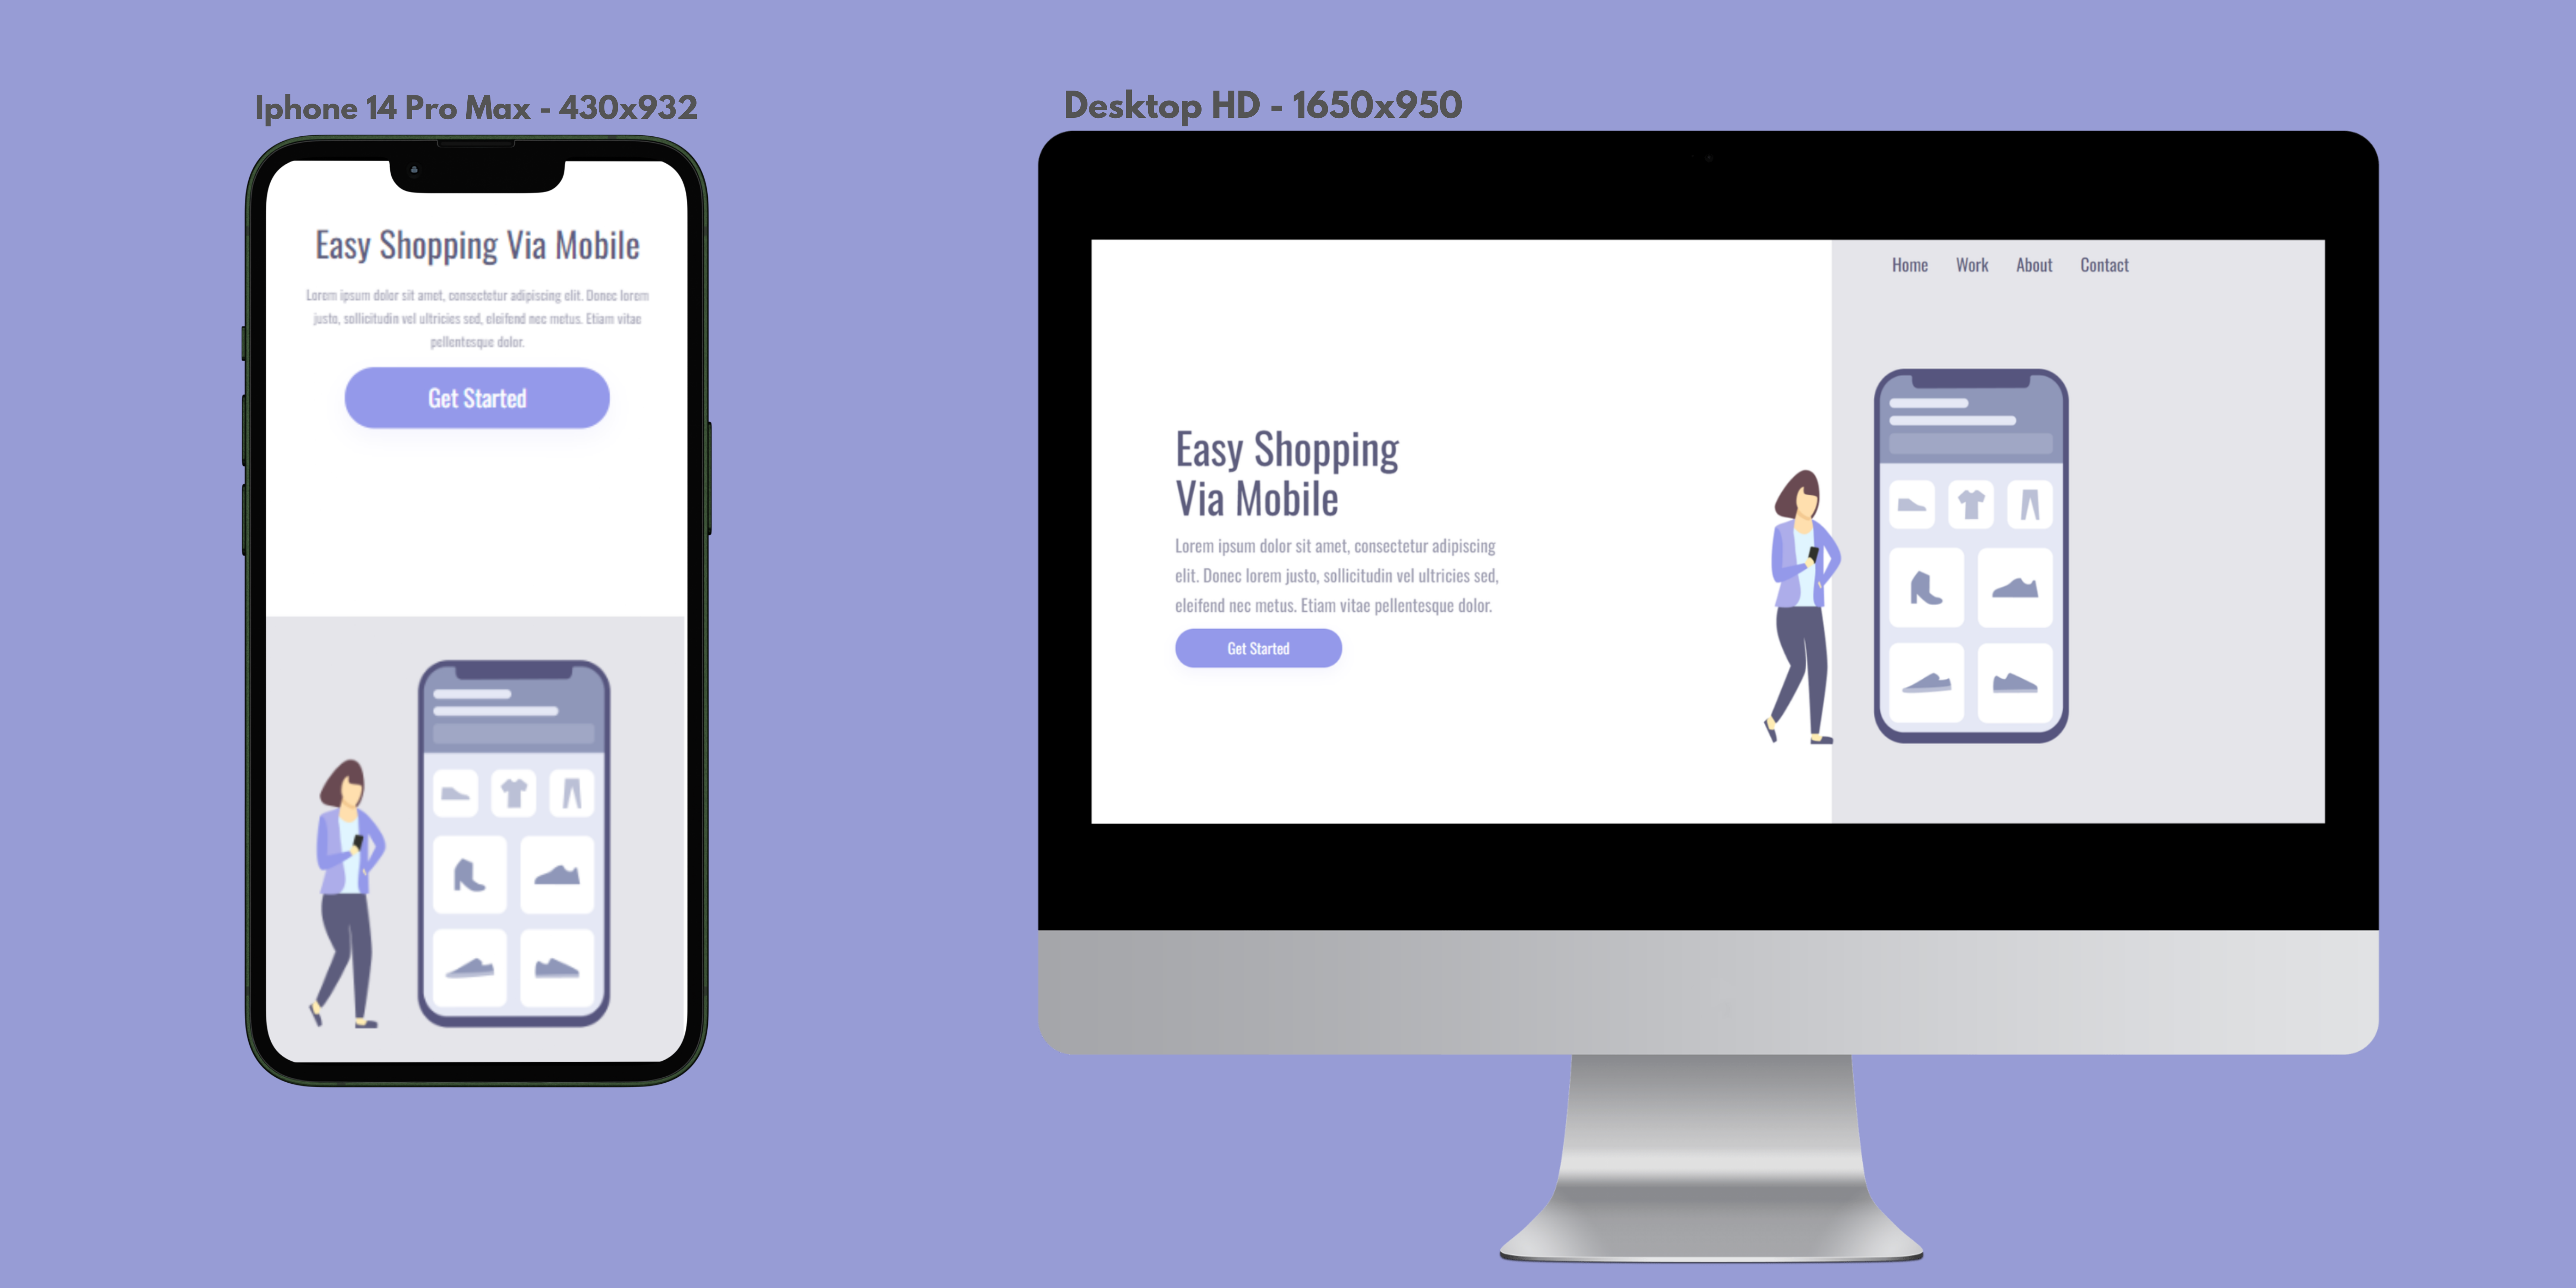 Iphone 14 Pro Max - 430x932
Easy Shopping Via Mobile
Lorem ipsum dolor sit amet, consectetur adipiscing elit. Donec lorem
justo, sollicitudin vel ultricies sed, eleifend nec metus. Etiam vitae
pellentesque dolor.
Get Started
Desktop HD - 1650x950
Home Work About Contact
Easy Shopping
Via Mobile
Lorem ipsum dolor sit amet, consectetur adipiscing
elit. Donec lorem justo, sollicitudin vel ultricies sed,
eleifend nec metus. Etiam vitae pellentesque dolor.
Get Started